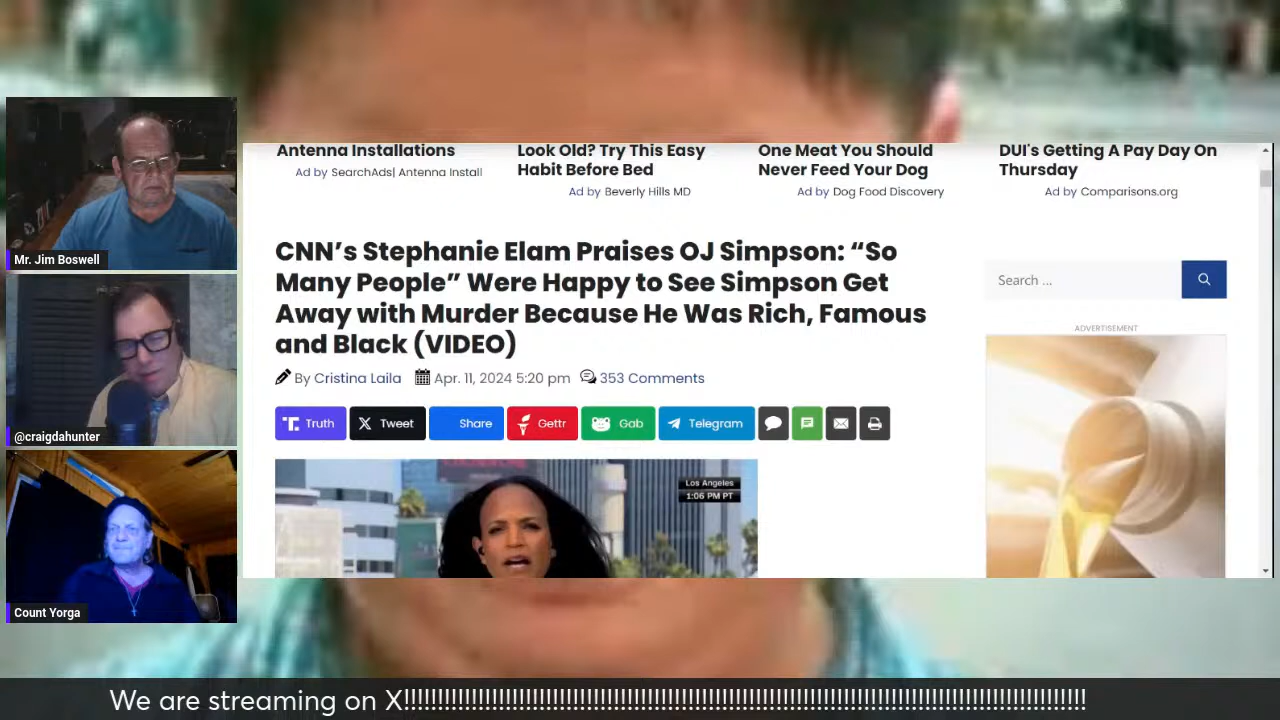 Antenna Installations
Ad by SearchAds| Antenna Install
Look Old? Try This Easy
Habit Before Bed
Ad by Beverly Hills MD
One Meat You Should
Never Feed Your Dog
Ad by Dog Food Discovery
DUI's Getting A Pay Day On
Thursday
Ad by Comparisons.org
CNN’s Stephanie Elam Praises OJ Simpson: “So
Many People” Were Happy to See Simpson Get
Away with Murder Because He Was Rich, Famous
and Black (VIDEO)
By Cristina Laila Apr. 11, 2024 5:20 pm 353 Comments
Truth Tweet Share Gettr Gab Telegram
Los Angeles
1:06 PM PT
Search ...
ADVERTISEMENT
Mr. Jim Boswell
@craigdahunter
Count Yorga
We are streaming on X!!!!!!!!!!!!!!!!!!!!!!!!!!!!!!!!!!!!!!!!!!!!!!!!!!!!!!!!!!!!!!!!!!!!!!!!!!!!!!!!!!!!!!!!!!!!!!!!!!!